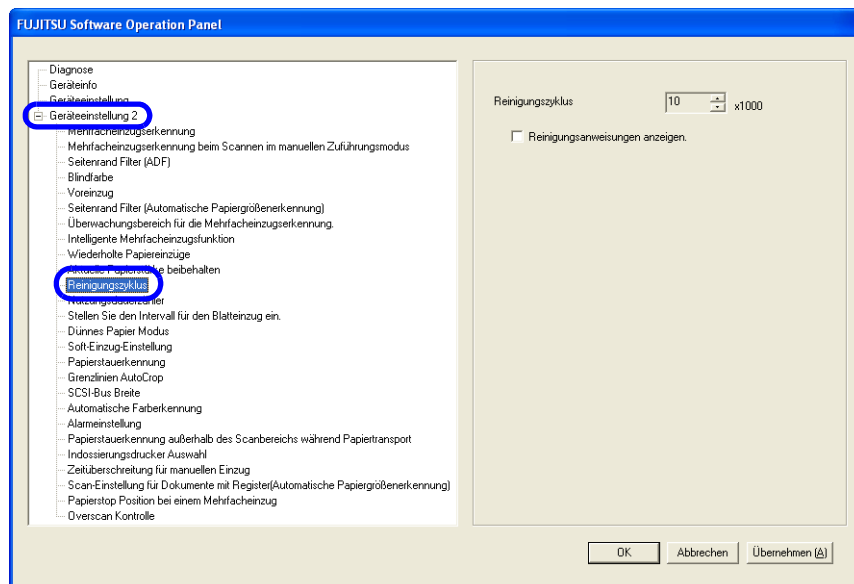 FUJITSU Software Operation Panel
Diagnose
Geräteinfo
Geräteeinstellung
Geräteeinstellung 2
Mehrfacheinzugserkennung
Mehrfacheinzugserkennung beim Scannen im manuellen Zuführungsmodus
Seitenrand Filter (ADF)
Blindfarbe
Voreinzug
Seitenrand Filter (Automatische Papiergrößenerkennung)
Überwachungsbereich für die Mehrfacheinzugserkennung.
Intelligente Mehrfacheinzugsfunktion
Wiederholte Papiereinzüge
Aktuelle Papierstärke beibehalten
Reinigungszyklus
Nutzungsdauerzähler
Stellen Sie den Intervall für den Blatteinzug ein.
Dünnes Papier Modus
Soft-Einzug-Einstellung
Papierstauerkennung
Grenzlinien AutoCrop
SCSI-Bus Breite
Automatische Farberkennung
Alarmeinstellung
Papierstauerkennung außerhalb des Scanbereichs während Papiertransport
Indossierungsdrucker Auswahl
Zeitüberschreitung für manuellen Einzug
Scan-Einstellung für Dokumente mit Register(Automatische Papiergrößenerkennung)
Papierstop Position bei einem Mehrfacheinzug
Overscan Kontrolle
Reinigungszyklus 10 x1000
Reinigungsanweisungen anzeigen.
OK Abbrechen Übernehmen (A)